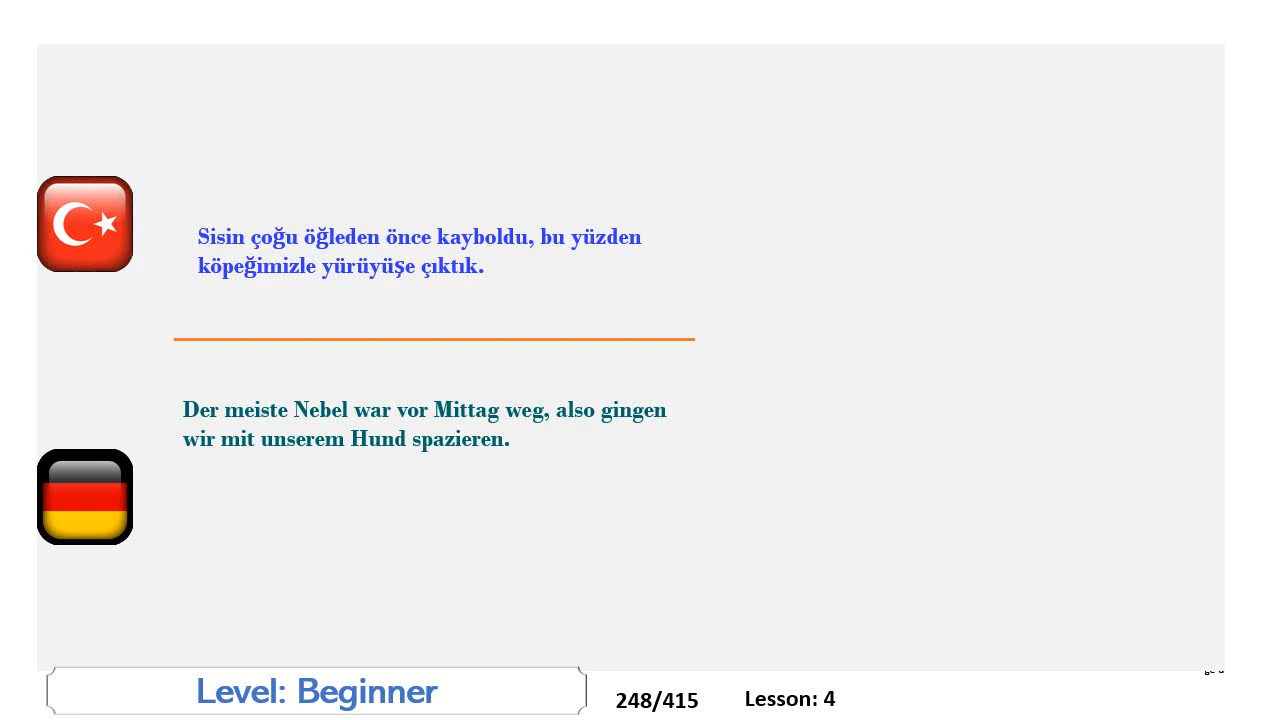 Sisin çoğu öğleden önce kayboldu, bu yüzden
köpeğimizle yürüyüşe çıktık.
Der meiste Nebel war vor Mittag weg, also gingen
wir mit unserem Hund spazieren.
Level: Beginner
248/415
Lesson: 4